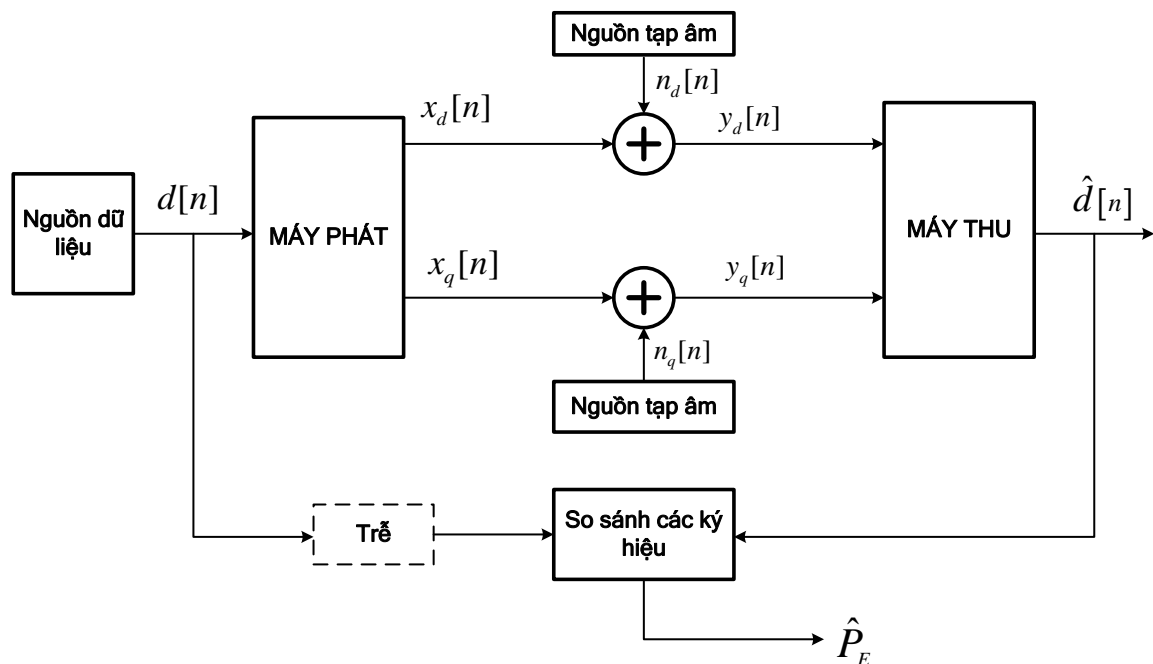 Nguồn tạp âm
n_d[n]
x_d[n]
y_d[n]
Nguồn dữ
liệu
d[n]
MÁY PHÁT
MÁY THU
d̂[n]
x_q[n]
y_q[n]
n_q[n]
Nguồn tạp âm
Trễ
So sánh các ký
hiệu
P̂_E